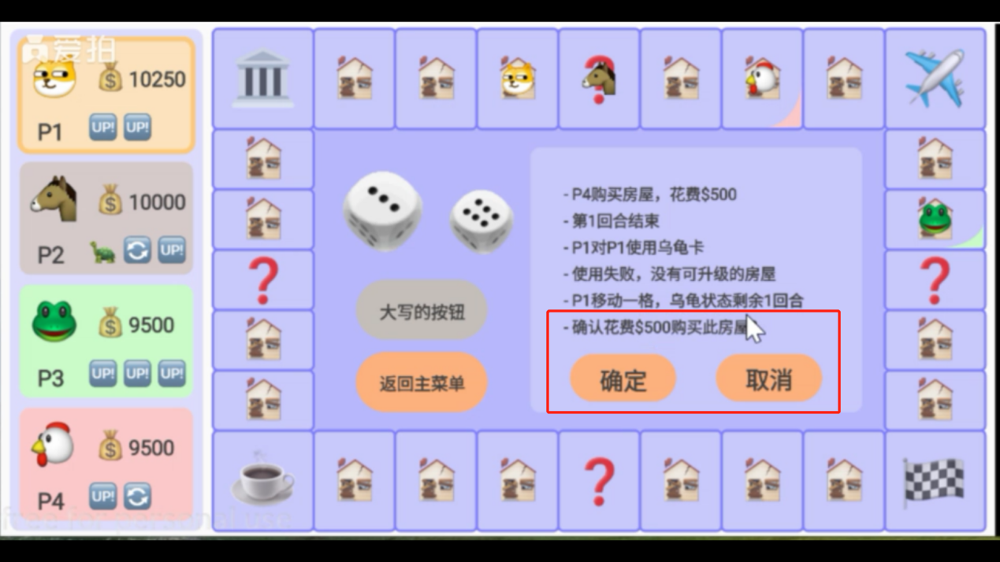 爱拍
10250
P1
UP! UP!
10000
P2
UP!
9500
P3
UP! UP! UP!
9500
P4
UP!
free for personal use
- P4购买房屋，花费$500
- 第1回合结束
- P1对P1使用乌龟卡
- 使用失败，没有可升级的房屋
- P1移动一格，乌龟状态剩余1回合
- 确认花费$500购买此房屋
大写的按钮
返回主菜单
确定
取消